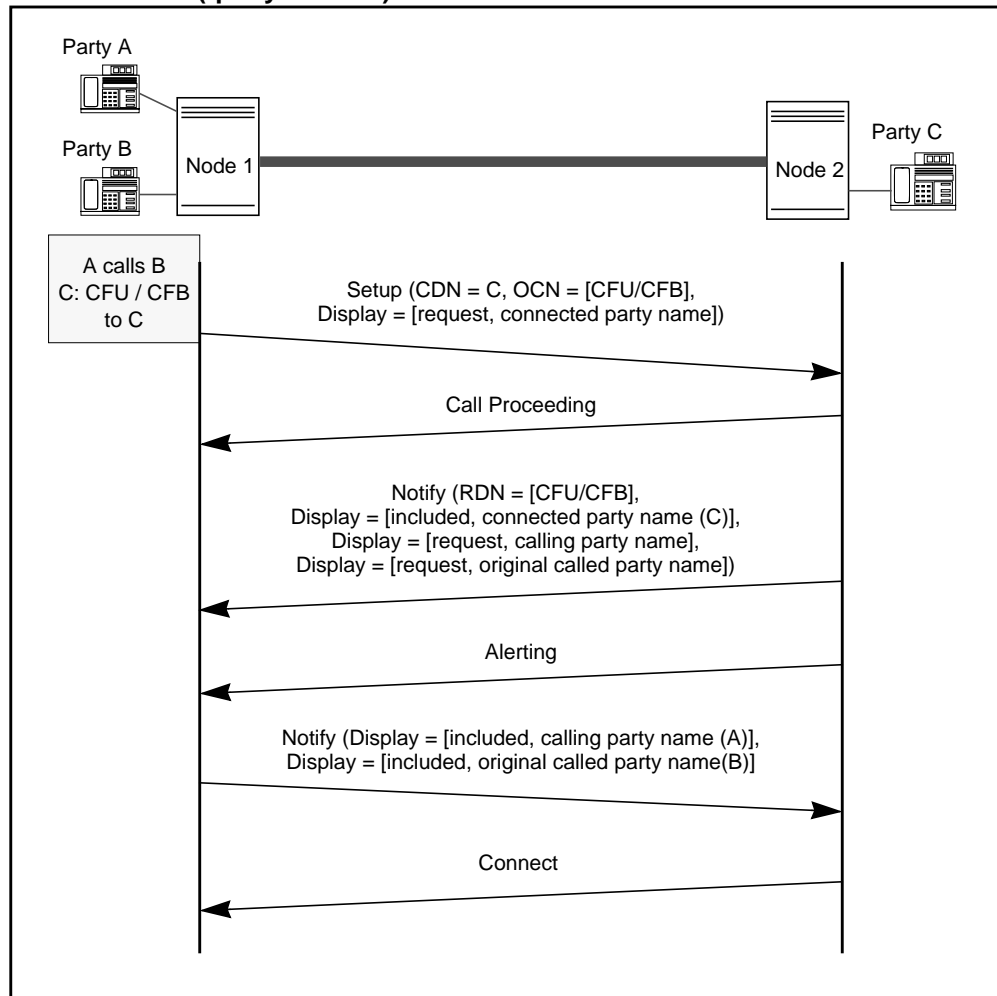 Party A
Party B
Node 1
Node 2
Party C
A calls B
C: CFU / CFB
to C
Setup (CDN = C, OCN = [CFU/CFB],
Display = [request, connected party name])
Call Proceeding
Notify (RDN = [CFU/CFB],
Display = [included, connected party name (C)],
Display = [request, calling party name],
Display = [request, original called party name])
Alerting
Notify (Display = [included, calling party name (A)],
Display = [included, original called party name(B)]
Connect